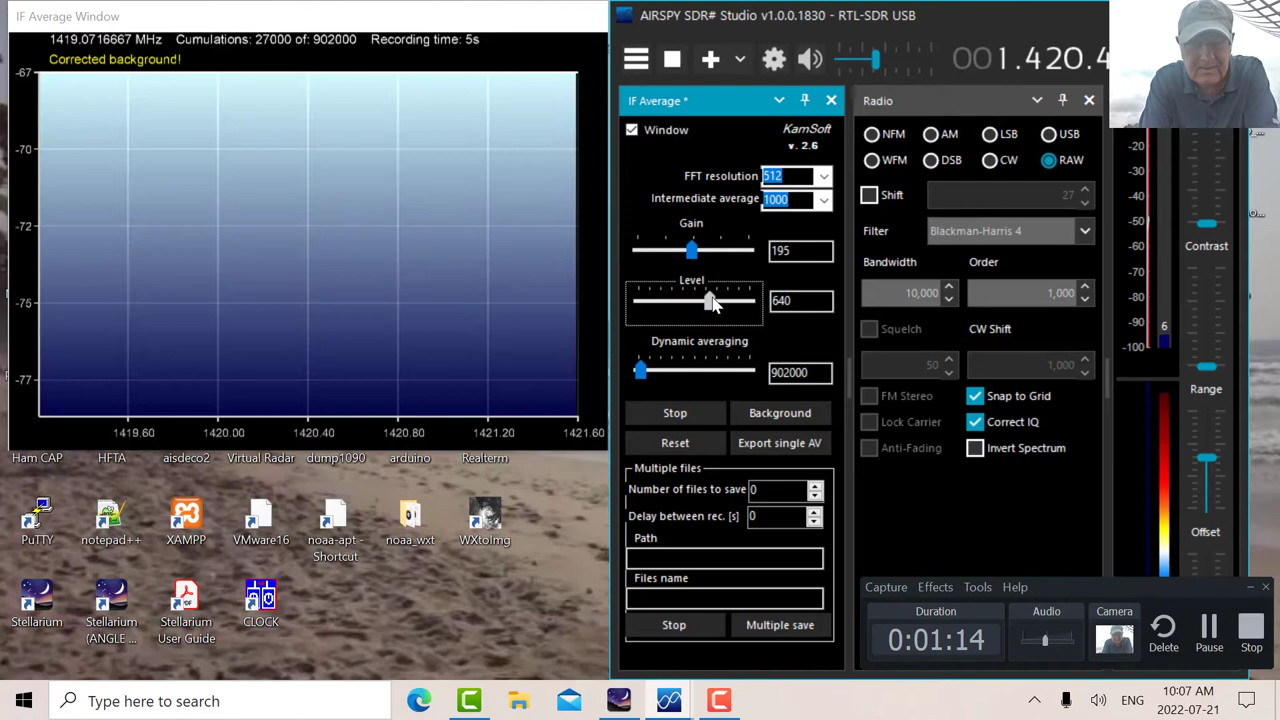 IF Average Window
1419.0716667 MHz Cumulations: 27000 of: 902000 Recording time: 5s
Corrected background!
-67
-70
-72
-75
-77
1419.60 1420.00 1420.40 1420.80 1421.20 1421.60
AIRSPY SDR# Studio v1.0.0.1830 - RTL-SDR USB
001.420.4
IF Average *
Window
KamSoft
v. 2.6
FFT resolution 512
Intermediate average 1000
Gain
195
Level
640
Dynamic averaging
902000
Stop Background
Reset Export single AV
Multiple files
Number of files to save 0
Delay between rec. [s] 0
Path
Files name
Stop Multiple save
Radio
NFM AM LSB USB
WFM DSB CW RAW
Shift 27
Filter Blackman-Harris 4
Bandwidth Order
10,000 1,000
Squelch CW Shift
50 1,000
FM Stereo Snap to Grid
Lock Carrier Correct IQ
Anti-Fading Invert Spectrum
-20
-30
-40
-50
-60
-70
-80
-90
-100
6
Contrast
Range
Offset
Ham CAP HFTA aisdeco2 Virtual Radar dump1090 arduino Realterm
PuTTY notepad++ XAMPP VMware16 noaa-apt - Shortcut noaa_wxt WXtoImg
Stellarium Stellarium (ANGLE ... Stellarium User Guide CLOCK
Capture Effects Tools Help
Duration Audio Camera
0:01:14
Delete Pause Stop
Type here to search
ENG
10:07 AM
2022-07-21